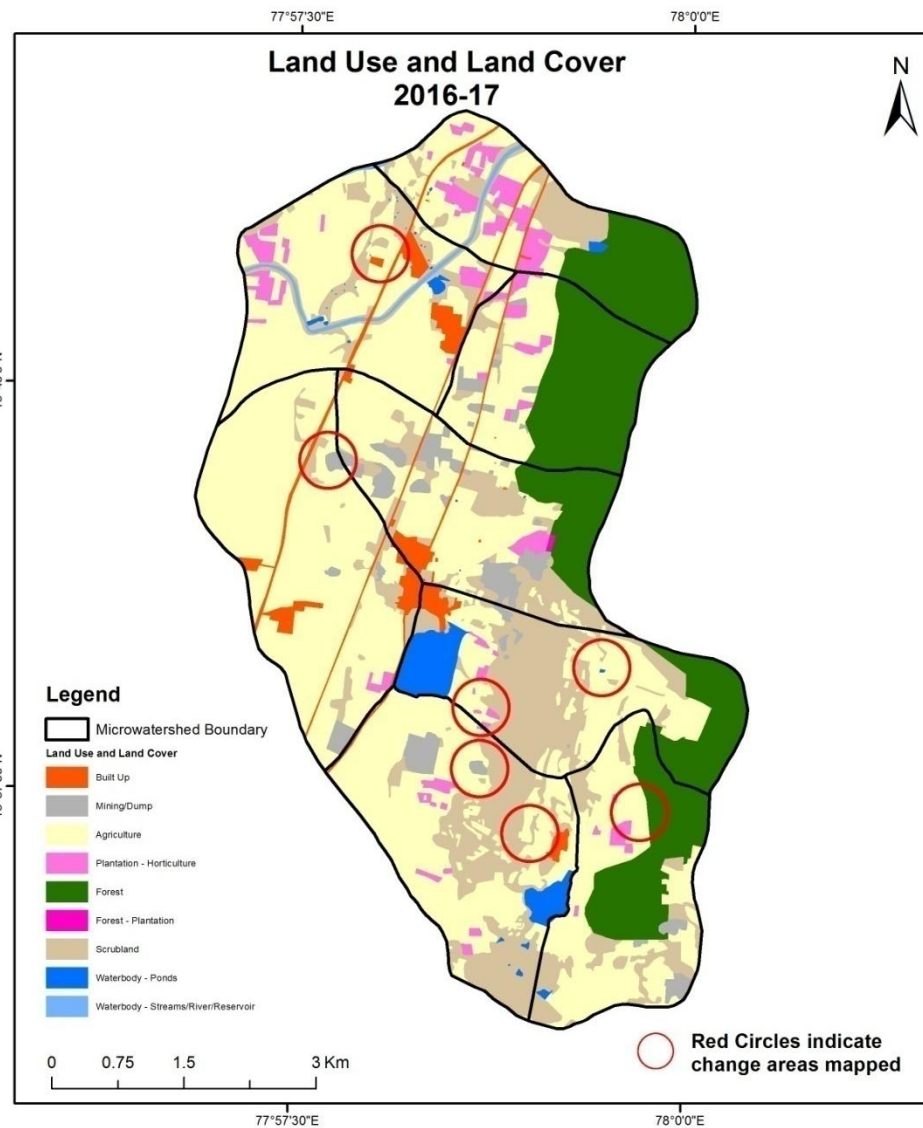 77°57'30"E
78°0'0"E
Land Use and Land Cover
2016-17
N
Legend
Microwatershed Boundary
Land Use and Land Cover
Built Up
Mining/Dump
Agriculture
Plantation - Horticulture
Forest
Forest - Plantation
Scrubland
Waterbody - Ponds
Waterbody - Streams/River/Reservoir
0 0.75 1.5 3 Km
Red Circles indicate
change areas mapped
77°57'30"E
78°0'0"E